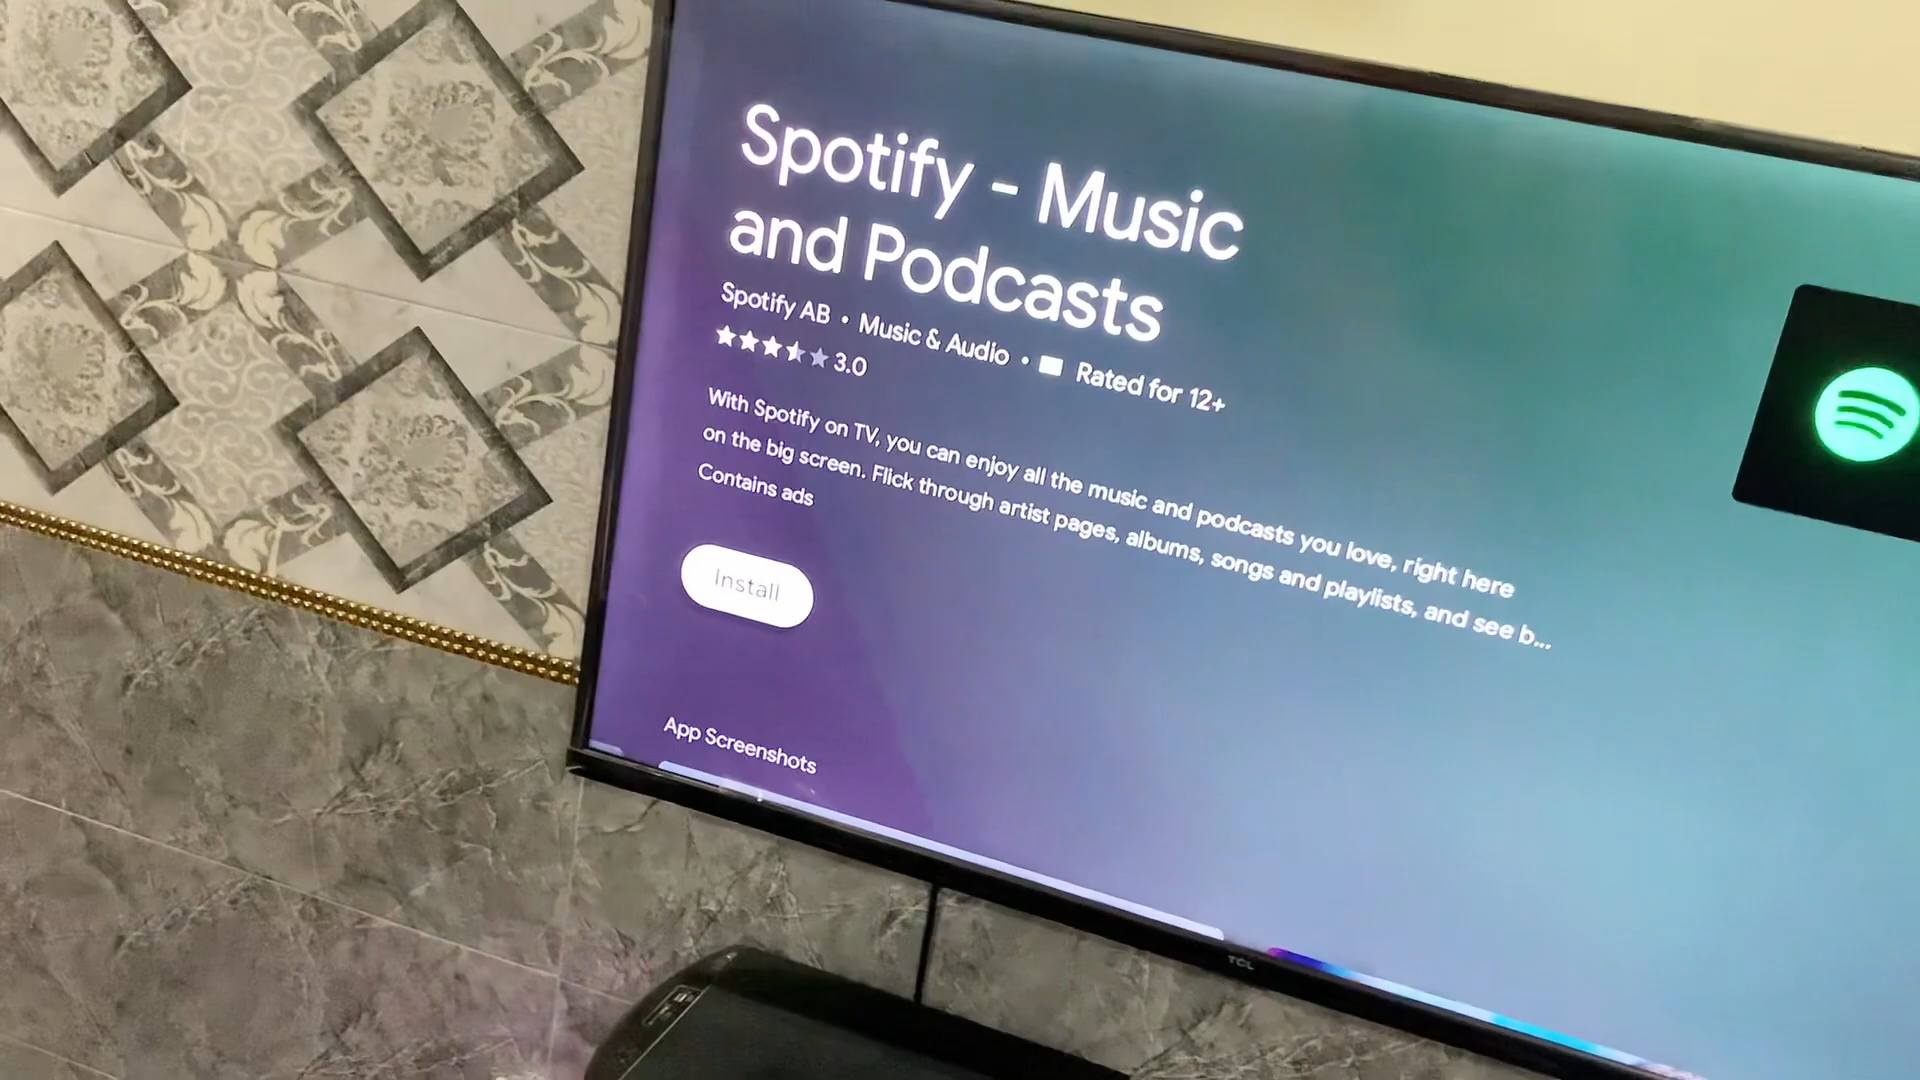 Spotify - Music
and Podcasts
Spotify AB • Music & Audio • Rated for 12+
3.0
With Spotify on TV, you can enjoy all the music and podcasts you love, right here
on the big screen. Flick through artist pages, albums, songs and playlists, and see b...
Contains ads
Install
App Screenshots
TCL